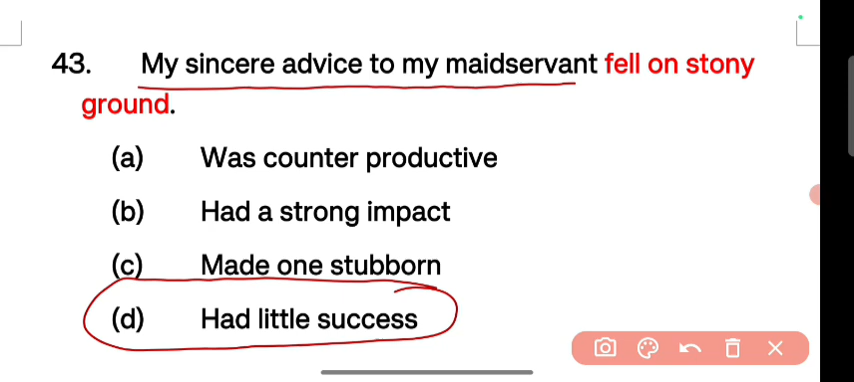 43. My sincere advice to my maidservant fell on stony
ground.
(a) Was counter productive
(b) Had a strong impact
(c) Made one stubborn
(d) Had little success